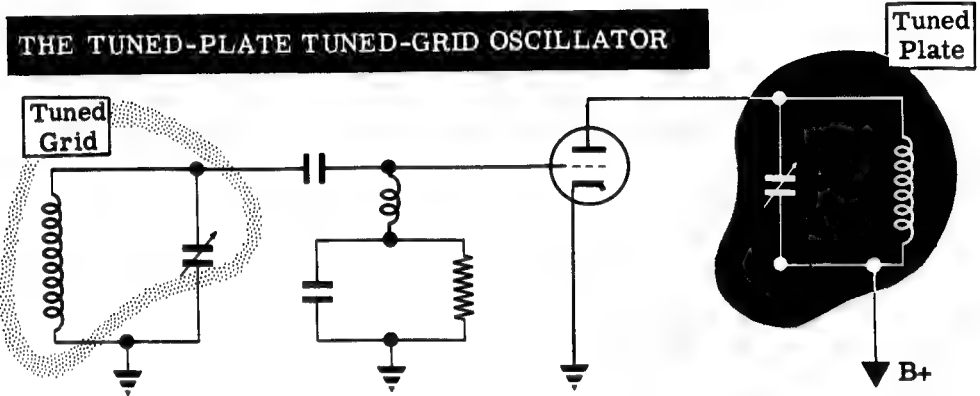 THE TUNED-PLATE TUNED-GRID OSCILLATOR
Tuned
Plate
Tuned
Grid
B+